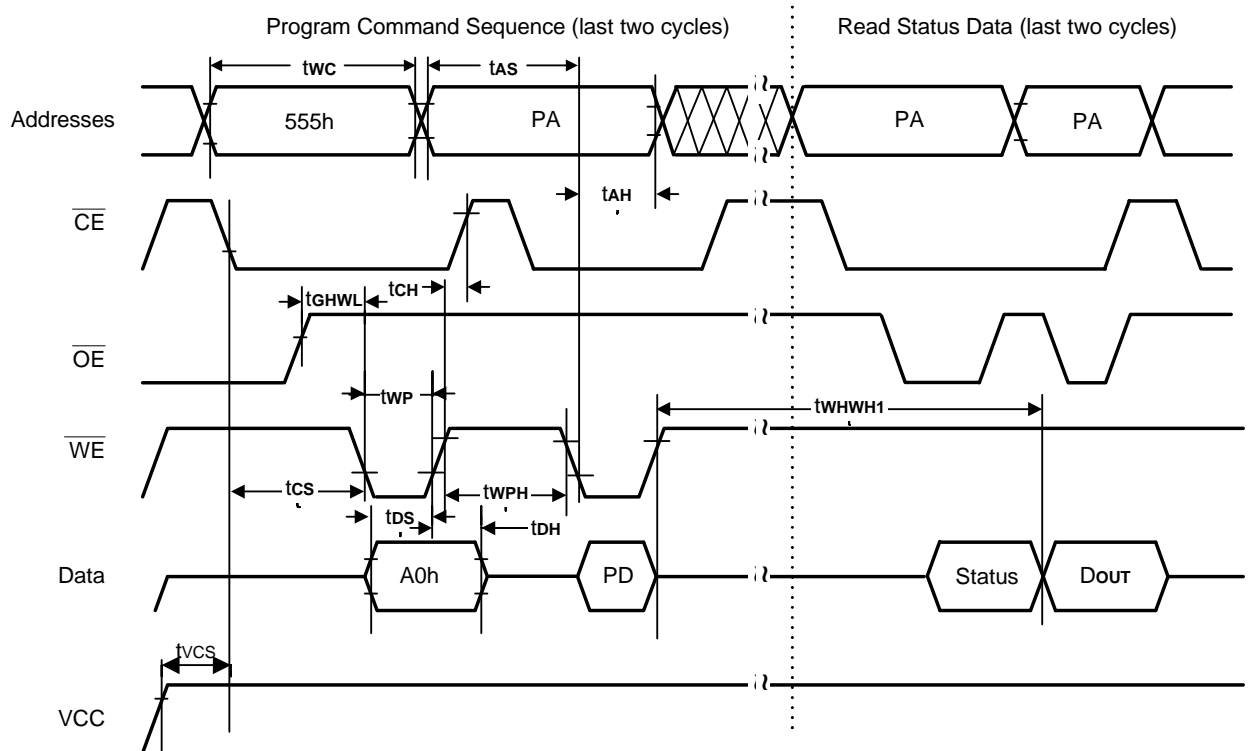 Program Command Sequence (last two cycles) Read Status Data (last two cycles)
tWC tAS
Addresses 555h PA PA PA
tAH
CE
tGHWL tCH
OE
tWP
tWHWH1
WE
tCS tWPH
tDS tDH
Data A0h PD Status DOUT
tVCS
VCC